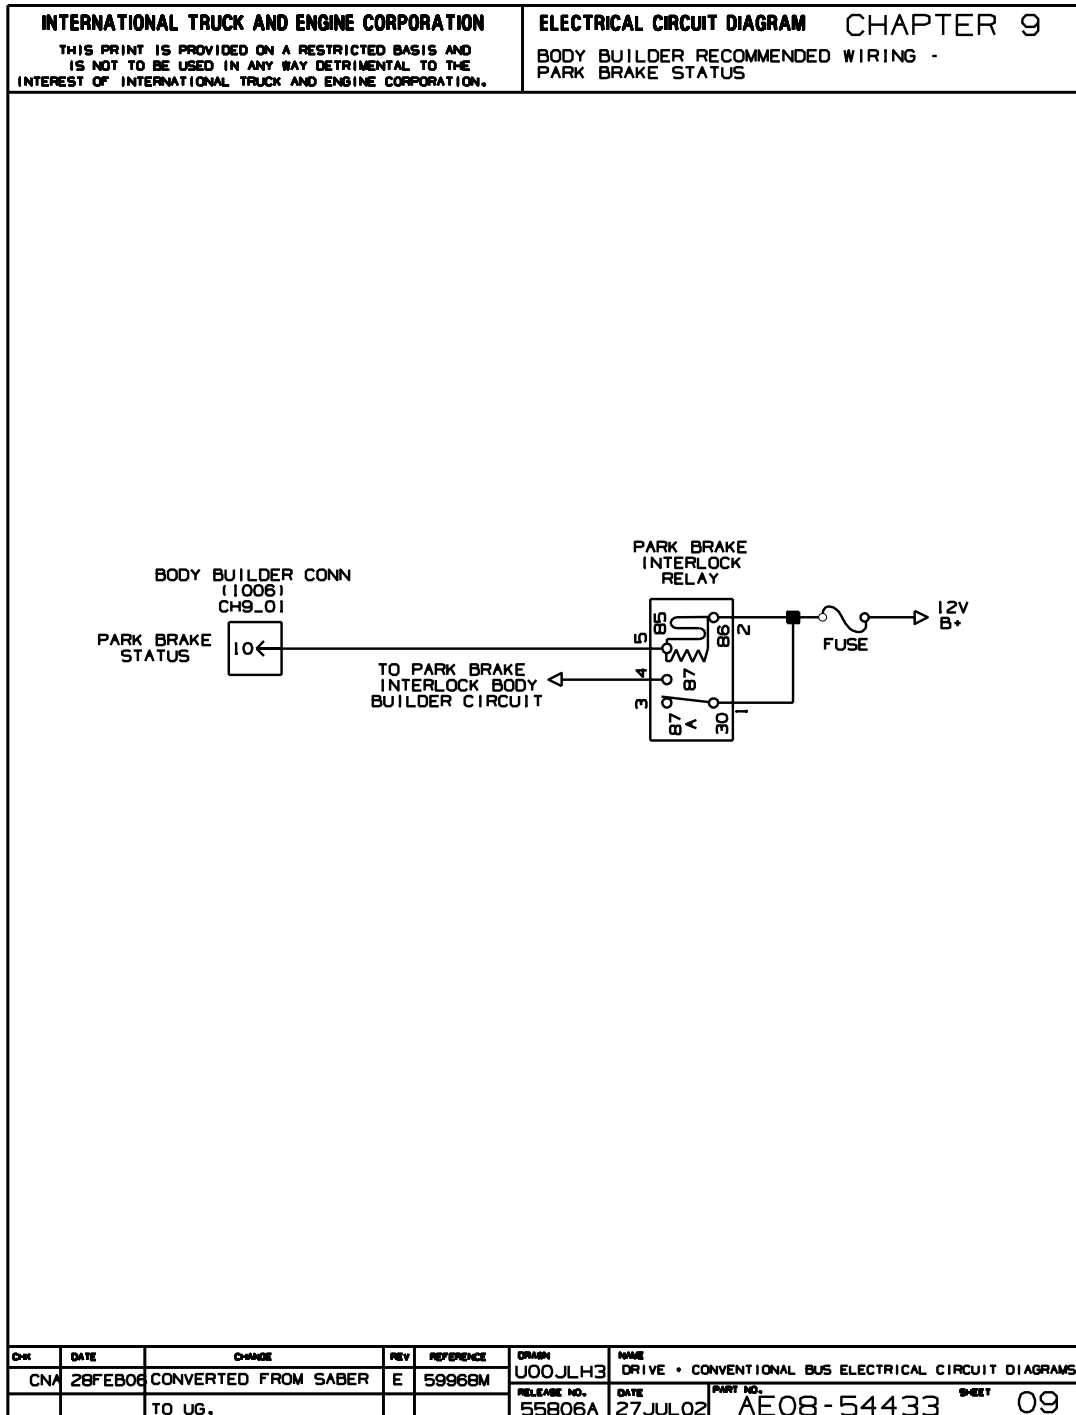 INTERNATIONAL TRUCK AND ENGINE CORPORATION
THIS PRINT IS PROVIDED ON A RESTRICTED BASIS AND
IS NOT TO BE USED IN ANY WAY DETRIMENTAL TO THE
INTEREST OF INTERNATIONAL TRUCK AND ENGINE CORPORATION.
ELECTRICAL CIRCUIT DIAGRAM CHAPTER 9
BODY BUILDER RECOMMENDED WIRING -
PARK BRAKE STATUS
PARK BRAKE
INTERLOCK
RELAY
BODY BUILDER CONN
(1006)
CH9_01
PARK BRAKE
STATUS
10
TO PARK BRAKE
INTERLOCK BODY
BUILDER CIRCUIT
5
4
3
85
86
87
87
A
30
2
1
FUSE
12V
B+
CHK DATE CHANGE REV REFERENCE
CNA 28FEB06 CONVERTED FROM SABER E 59968M
TO UG.
DRAWN
U00JLH3
NAME
DRIVE + CONVENTIONAL BUS ELECTRICAL CIRCUIT DIAGRAMS
RELEASE NO.
55806A
DATE
27JUL02
PART NO.
AE08-54433
SHEET
09